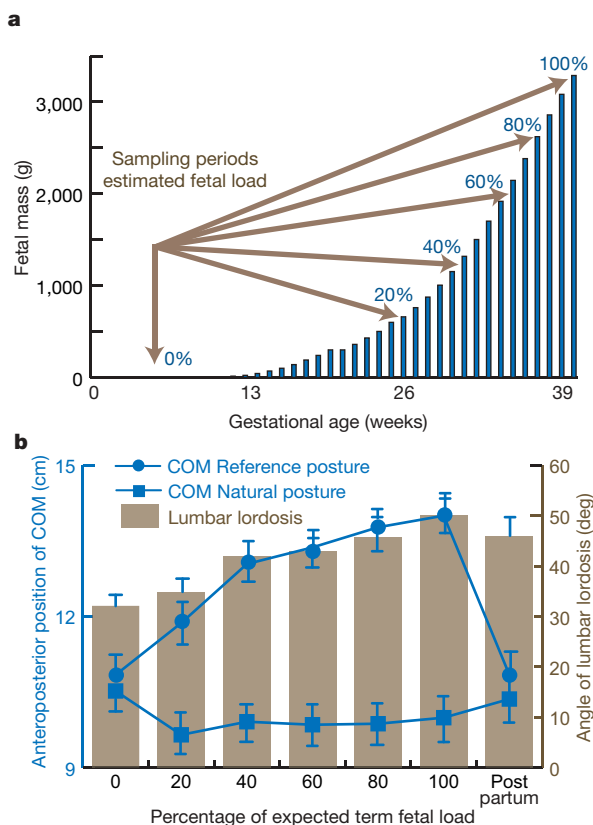 a
Fetal mass (g)
3,000
2,000
1,000
0
Sampling periods
estimated fetal load
0%
20%
40%
60%
80%
100%
0 13 26 39
Gestational age (weeks)
b
Anteroposterior position of COM (cm)
15
12
9
COM Reference posture
COM Natural posture
Lumbar lordosis
60
50
40
30
20
10
0
Angle of lumbar lordosis (deg)
0 20 40 60 80 100 Post
partum
Percentage of expected term fetal load